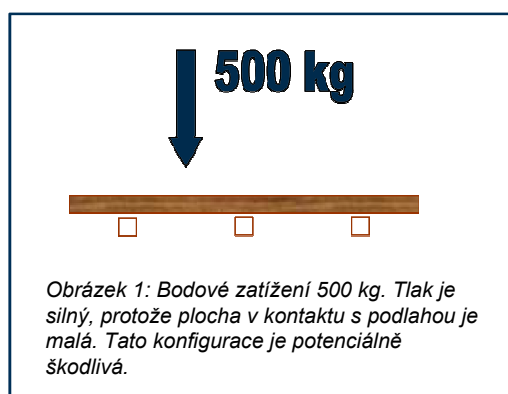 500 kg
Obrázek 1: Bodové zatížení 500 kg. Tlak je
silný, protože plocha v kontaktu s podlahou je
malá. Tato konfigurace je potenciálně
škodlivá.